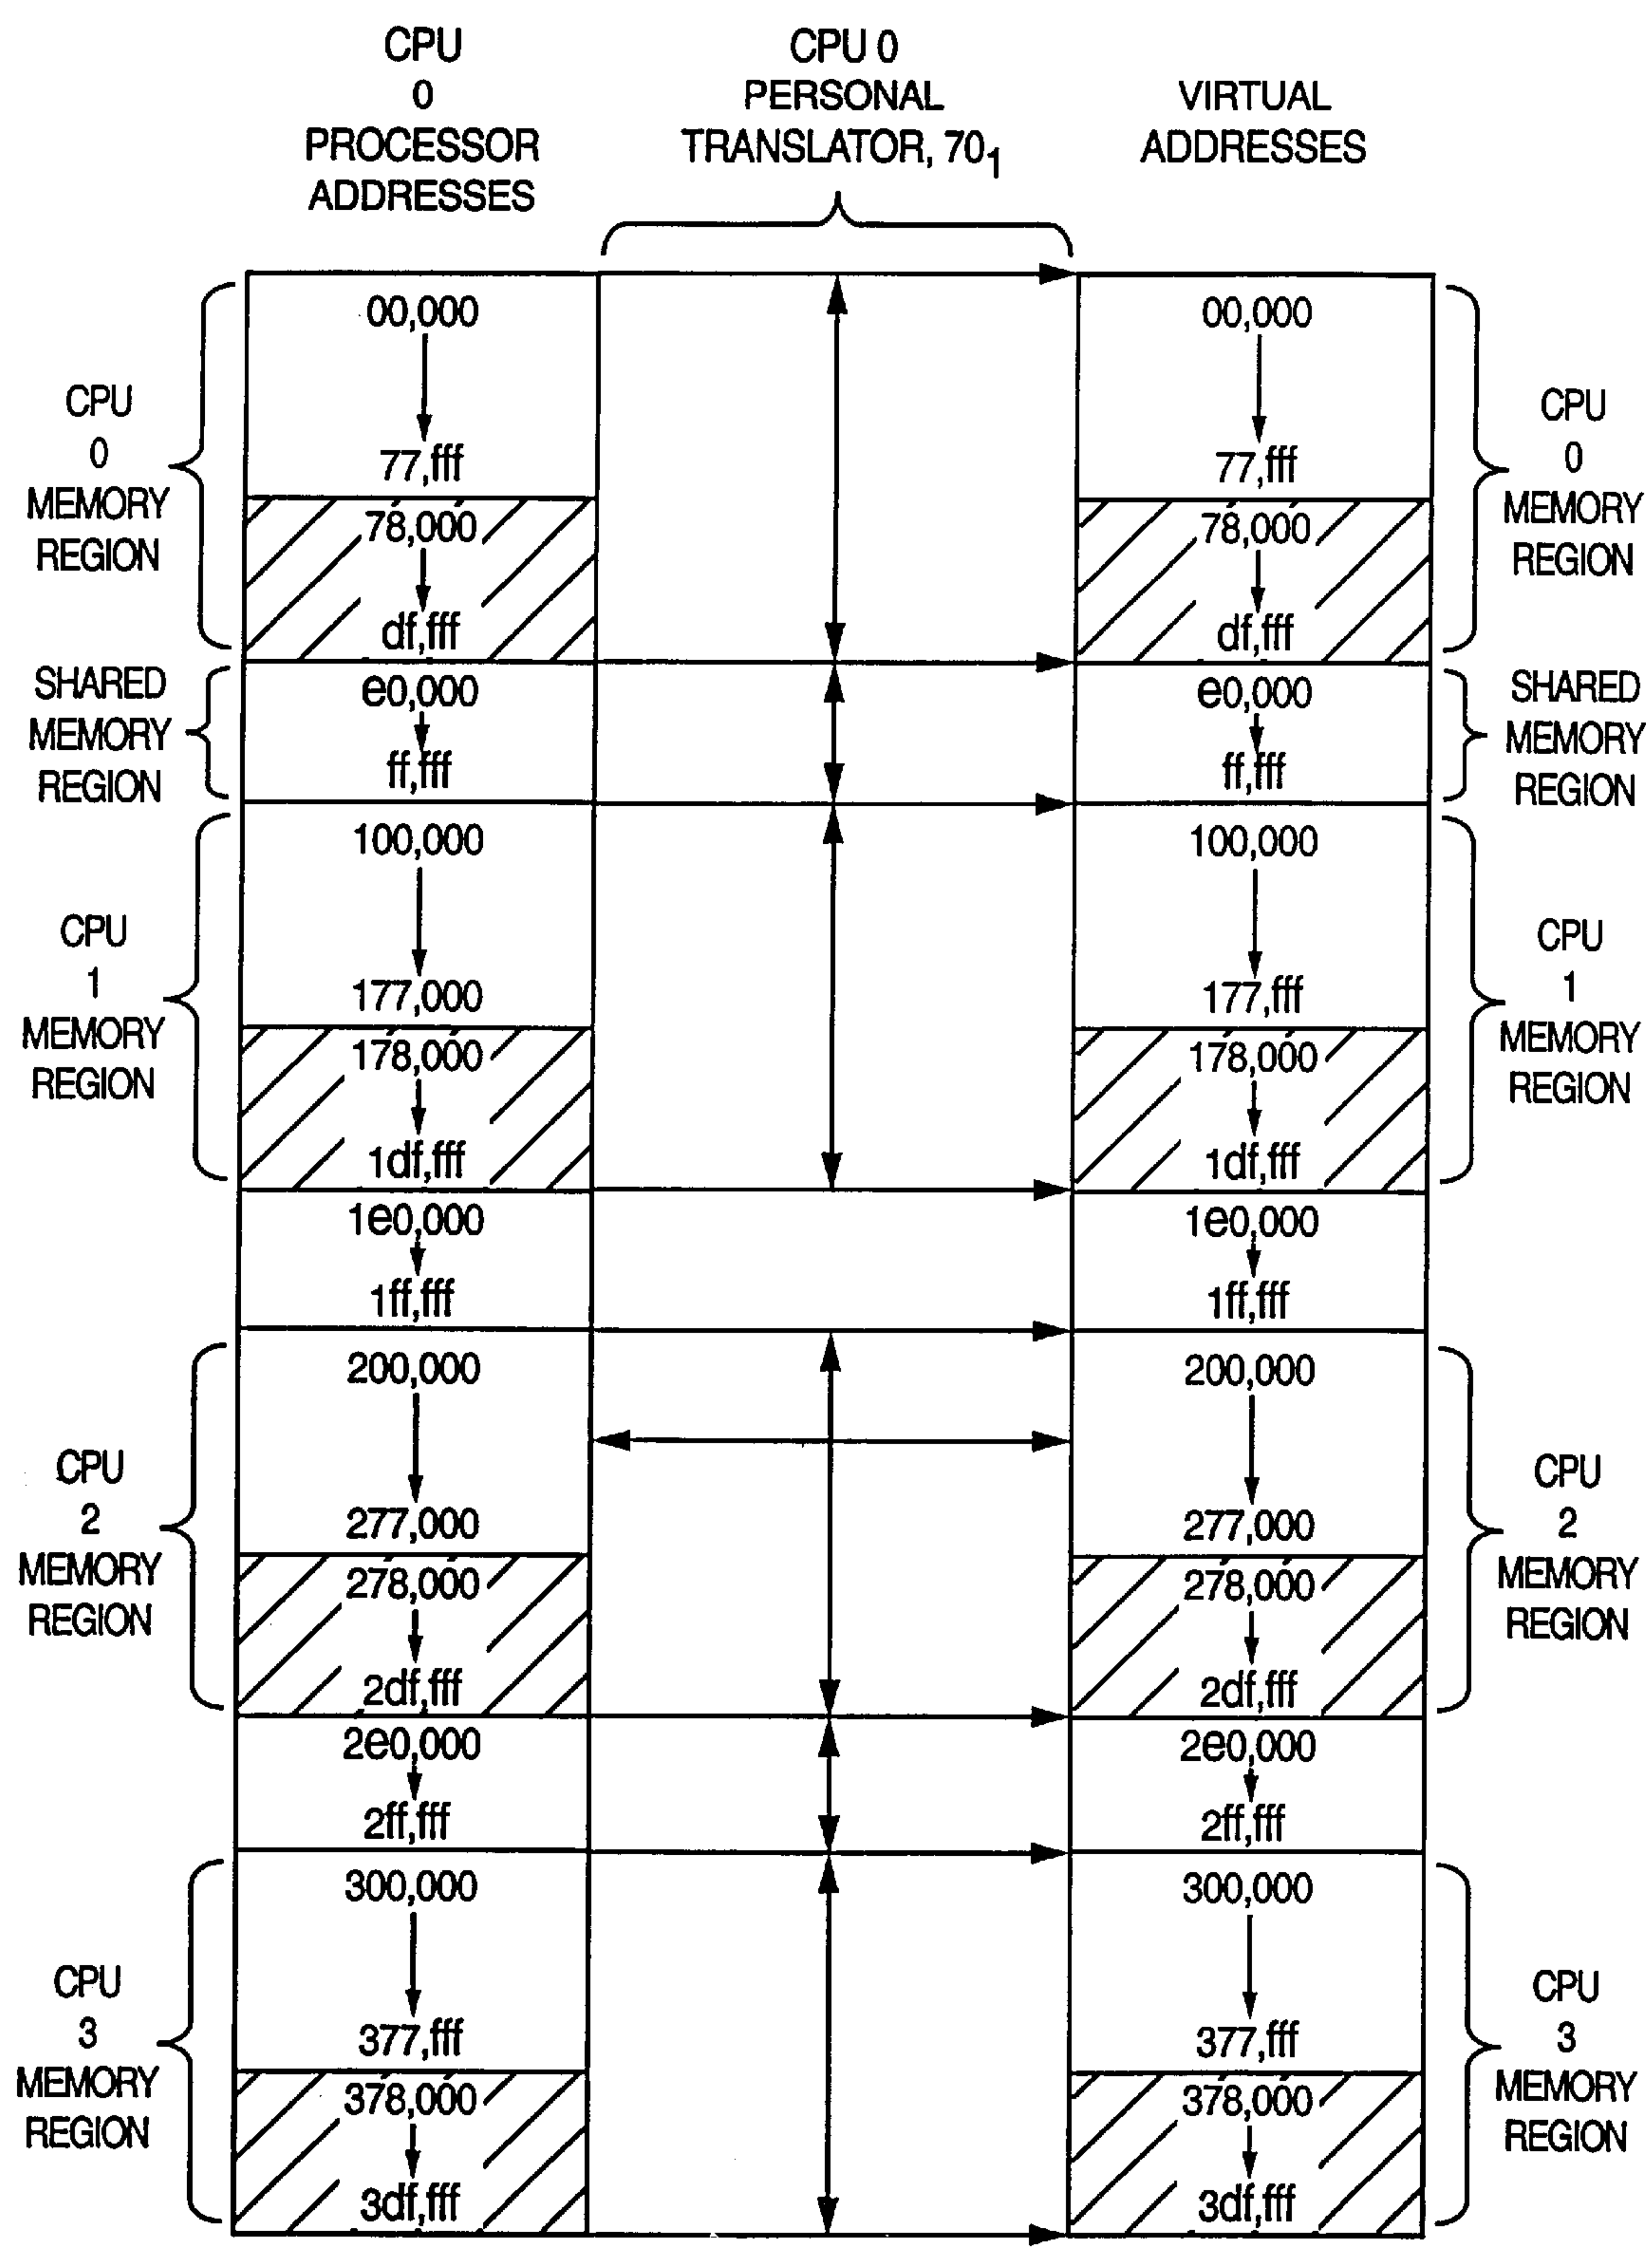 CPU
0
PROCESSOR
ADDRESSES
CPU 0
PERSONAL
TRANSLATOR, 70₁
VIRTUAL
ADDRESSES
CPU
0
MEMORY
REGION
00,000
77,fff
78,000
df,fff
00,000
77,fff
78,000
df,fff
CPU
0
MEMORY
REGION
SHARED
MEMORY
REGION
e0,000
ff,fff
e0,000
ff,fff
SHARED
MEMORY
REGION
CPU
1
MEMORY
REGION
100,000
177,000
178,000
1df,fff
100,000
177,fff
178,000
1df,fff
CPU
1
MEMORY
REGION
1e0,000
1ff,fff
1e0,000
1ff,fff
CPU
2
MEMORY
REGION
200,000
277,000
278,000
2df,fff
200,000
277,000
278,000
2df,fff
CPU
2
MEMORY
REGION
2e0,000
2ff,fff
2e0,000
2ff,fff
CPU
3
MEMORY
REGION
300,000
377,fff
378,000
3df,fff
300,000
377,fff
378,000
3df,fff
CPU
3
MEMORY
REGION